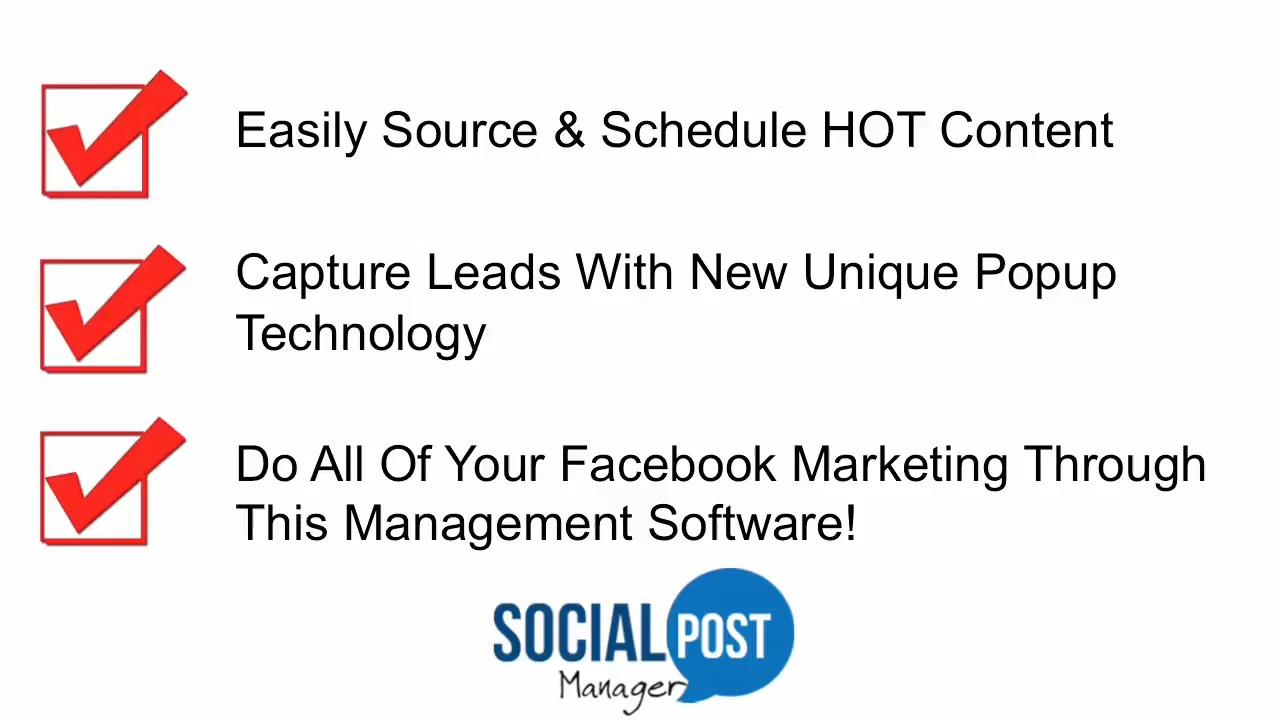 Easily Source & Schedule HOT Content
Capture Leads With New Unique Popup
Technology
Do All Of Your Facebook Marketing Through
This Management Software!
SOCIAL POST
Manager